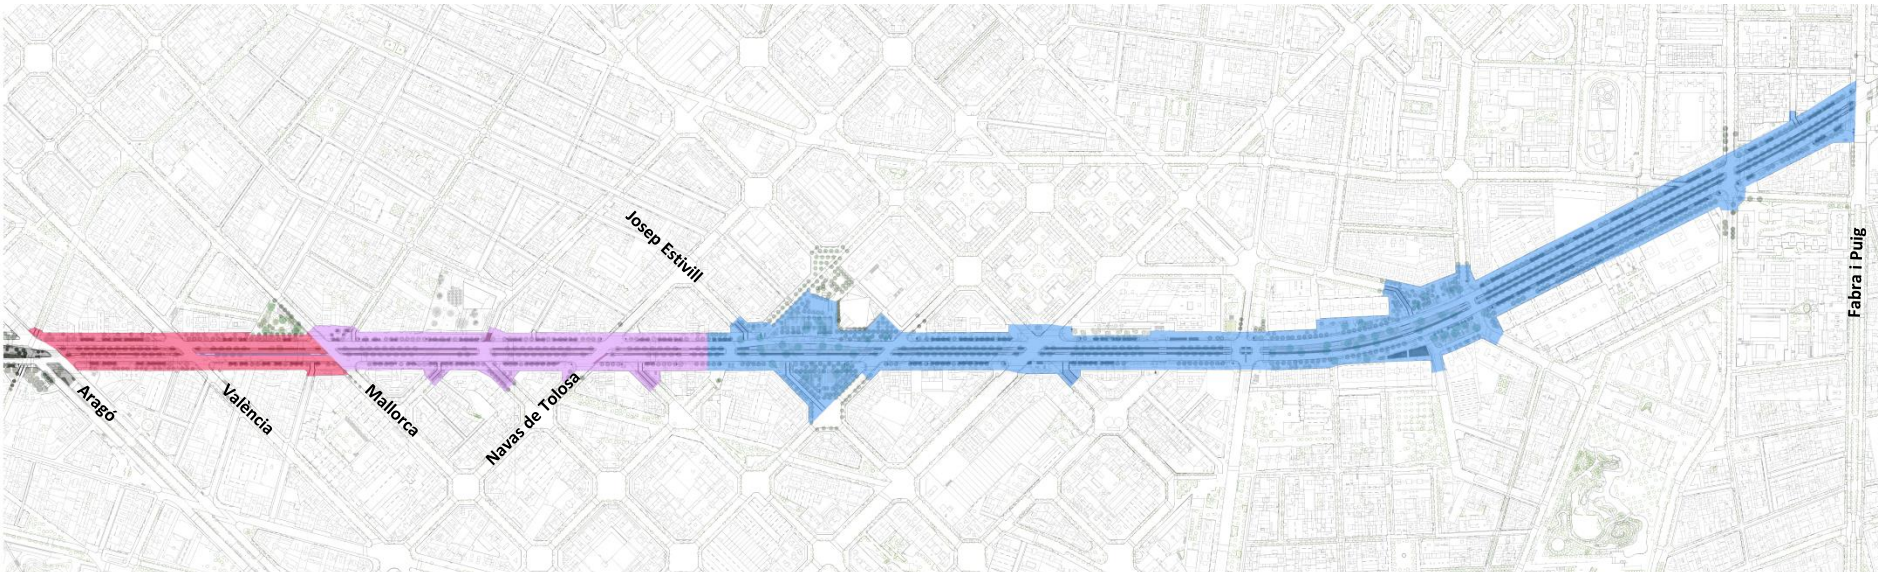 Aragó
València
Mallorca
Navas de Tolosa
Josep Estivill
Fabra i Puig